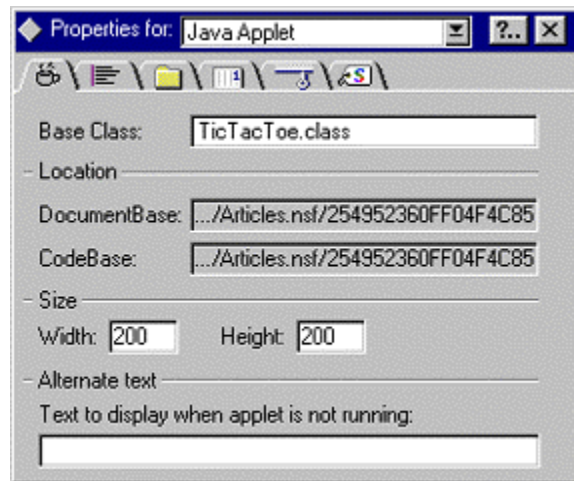 Properties for: Java Applet ?..
1
S
Base Class: TicTacToe.class
Location
DocumentBase: .../Articles.nsf/254952360FF04F4C85
CodeBase: .../Articles.nsf/254952360FF04F4C85
Size
Width: 200 Height: 200
Alternate text
Text to display when applet is not running: